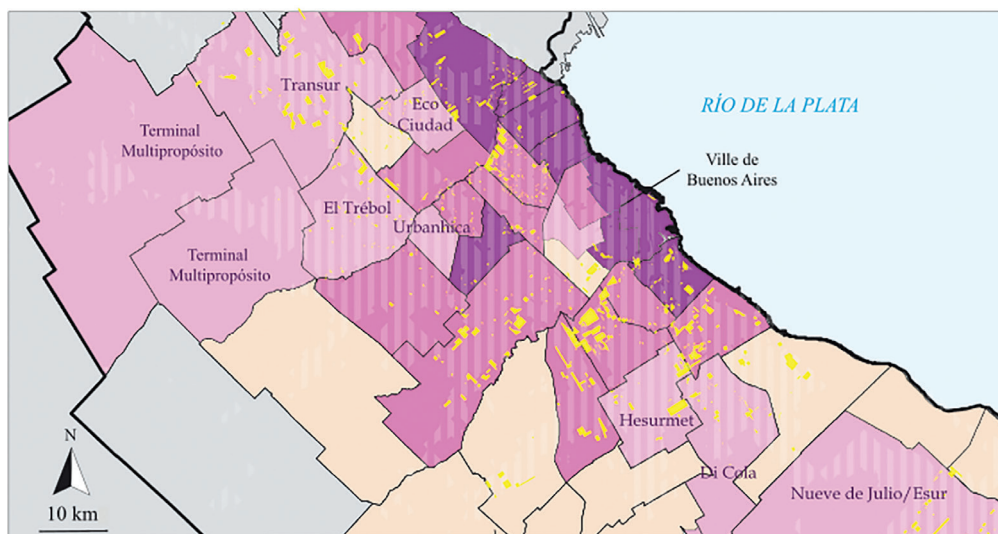 Transur
Eco
Ciudad
RÍO DE LA PLATA
Terminal
Multipropósito
Ville de
Buenos Aires
El Trébol
Urbanhica
Terminal
Multipropósito
Hesurmet
N
Di Cola
Nueve de Julio/Esur
10 km